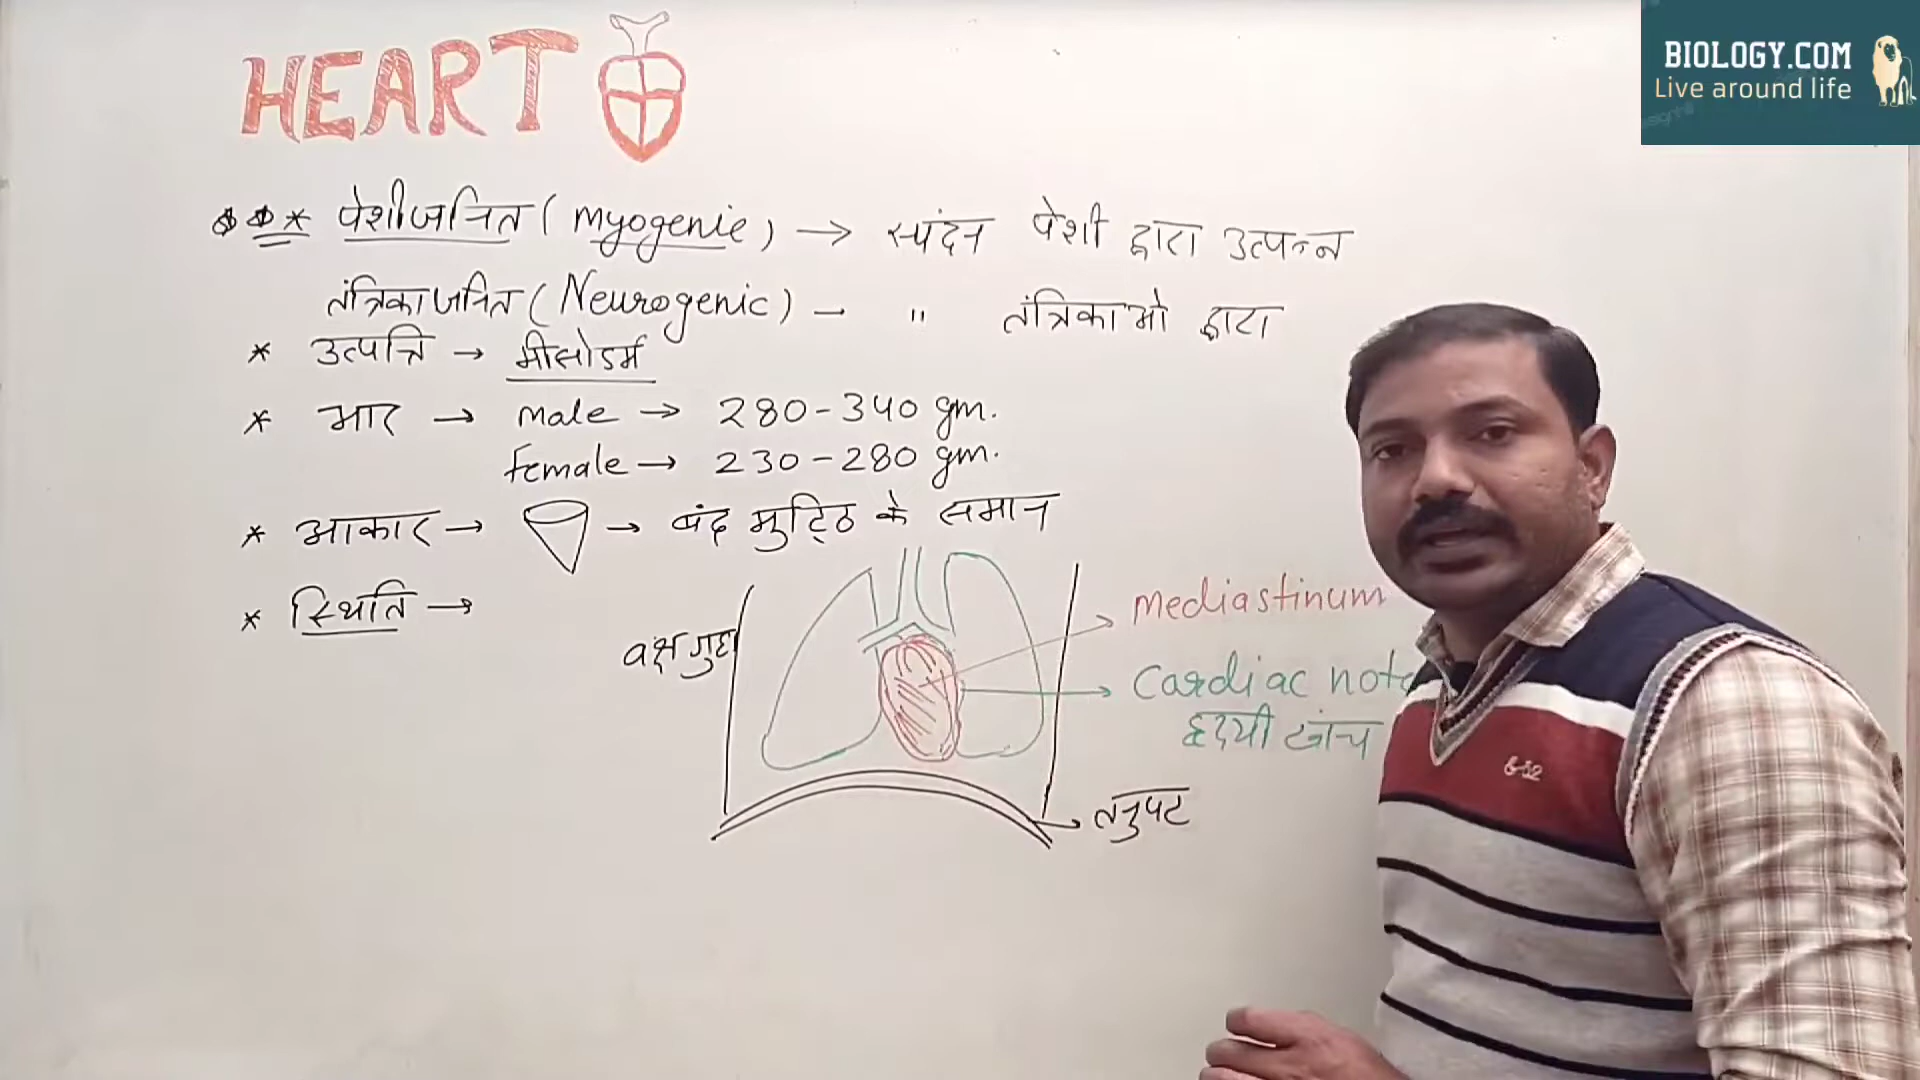 HEART
BIOLOGY.COM
Live around life
* पेशीजनित (myogenic) → स्पंदन पेशी द्वारा उत्पन्न
तंत्रिकाजनित (Neurogenic) - " तंत्रिकाओ द्वारा
* उत्पत्ति → मीसोडर्म
* भार → male → 280-340 gm.
female → 230-280 gm.
* आकार → → बंद मुट्ठि के समान
* स्थिति →
वक्ष गुहा
mediastinum
Cardiac notc
हृदयी खांच
तनुपट